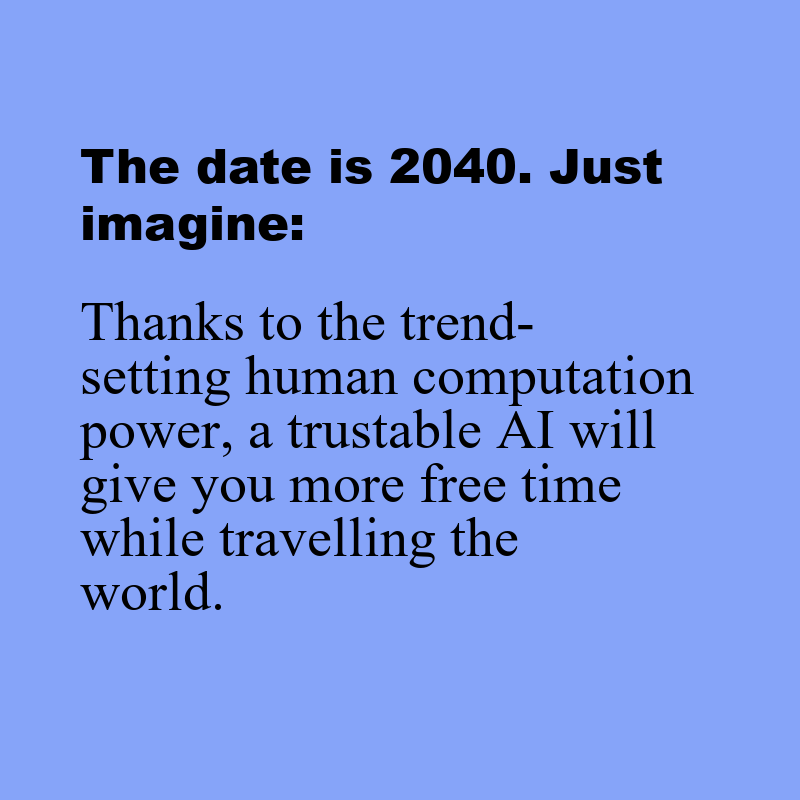 The date is 2040. Just
imagine:
Thanks to the trend-
setting human computation
power, a trustable AI will
give you more free time
while travelling the
world.